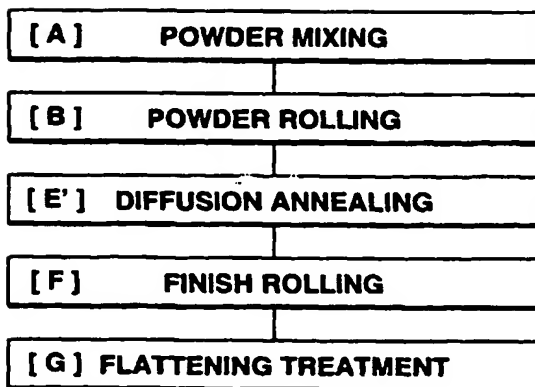 [ A ] POWDER MIXING
[ B ] POWDER ROLLING
[ E' ] DIFFUSION ANNEALING
[ F ] FINISH ROLLING
[ G ] FLATTENING TREATMENT